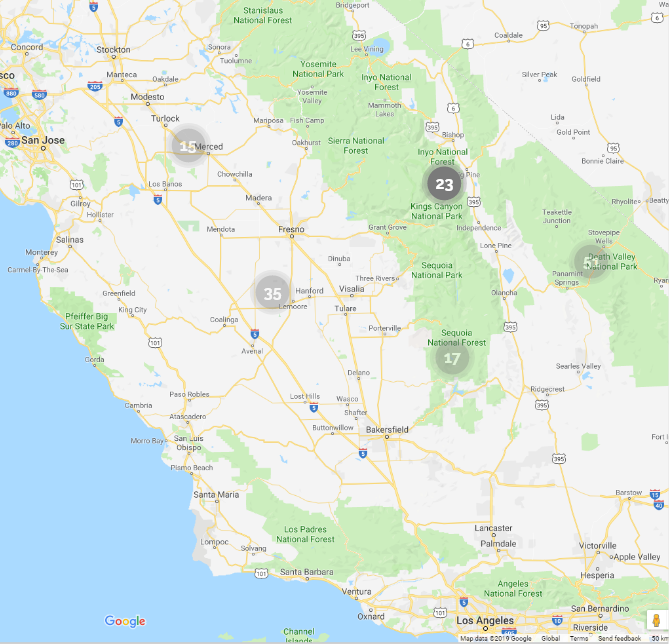 Stanislaus
National Forest
Bridgeport
Tonopah
Coaldale
Concord
Stockton
Sonora
Tuolumne
Lee Vining
Yosemite
National Park
Manteca
Oakdale
Inyo National
Forest
Silver Peak
Goldfield
Modesto
Yosemite
Valley
Mammoth
Lakes
Palo Alto
Turlock
Mariposa
Fish Camp
Lida
Gold Point
San Jose
15
Merced
Oakhurst
Sierra National
Forest
Bishop
Inyo National
Forest
Bonnie Claire
Los Banos
Chowchilla
23
Pine
Gilroy
Madera
Kings Canyon
National Park
Rhyolite
Beatty
Hollister
Teakettle
Junction
Salinas
Mendota
Fresno
Grant Grove
Independence
Stovepipe
Wells
Monterey
Lone Pine
Death Valley
National Park
Carmel-By-The-Sea
Dinuba
Sequoia
National Park
Panamint
Springs
Three Rivers
Greenfield
35
Hanford
Visalia
Olancha
King City
Lemoore
Tulare
Pfeiffer Big
Sur State Park
Coalinga
Porterville
Sequoia
National Forest
Avenal
17
Gorda
Delano
Searles Valley
Paso Robles
Lost Hills
Wasco
Ridgecrest
Cambria
Atascadero
Shafter
Buttonwillow
Bakersfield
Morro Bay
San Luis
Obispo
Fort I
Pismo Beach
Santa Maria
Barstow
Los Padres
National Forest
Lancaster
Palmdale
Lompoc
Solvang
Victorville
Apple Valley
Santa Barbara
Hesperia
Ventura
Angeles
National Forest
Oxnard
San Bernardino
Google
Los Angeles
Riverside
Channel
Islands
Map data ©2019 Google
Global
Terms
Send feedback
50 km